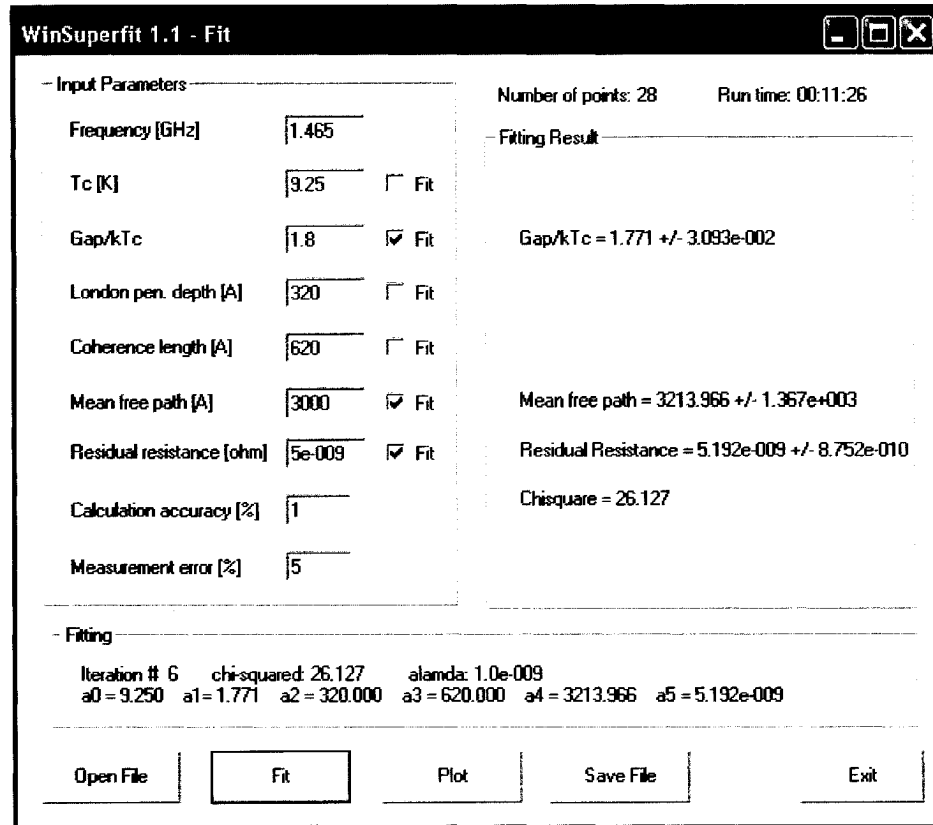 WinSuperfit 1.1 - Fit
Input Parameters
Number of points: 28 Run time: 00:11:26
Frequency [GHz] 1.465
Fitting Result
Tc [K] 9.25 Fit
Gap/kTc 1.8 Fit
Gap/kTc = 1.771 +/- 3.093e-002
London pen. depth [A] 320 Fit
Coherence length [A] 620 Fit
Mean free path [A] 3000 Fit
Mean free path = 3213.966 +/- 1.367e+003
Residual resistance [ohm] 5e-009 Fit
Residual Resistance = 5.192e-009 +/- 8.752e-010
Calculation accuracy [%] 1
Chisquare = 26.127
Measurement error [%] 5
Fitting
Iteration # 6 chi-squared: 26.127 alamda: 1.0e-009
a0 = 9.250 a1= 1.771 a2 = 320.000 a3 = 620.000 a4 = 3213.966 a5 = 5.192e-009
Open File Fit Plot Save File Exit